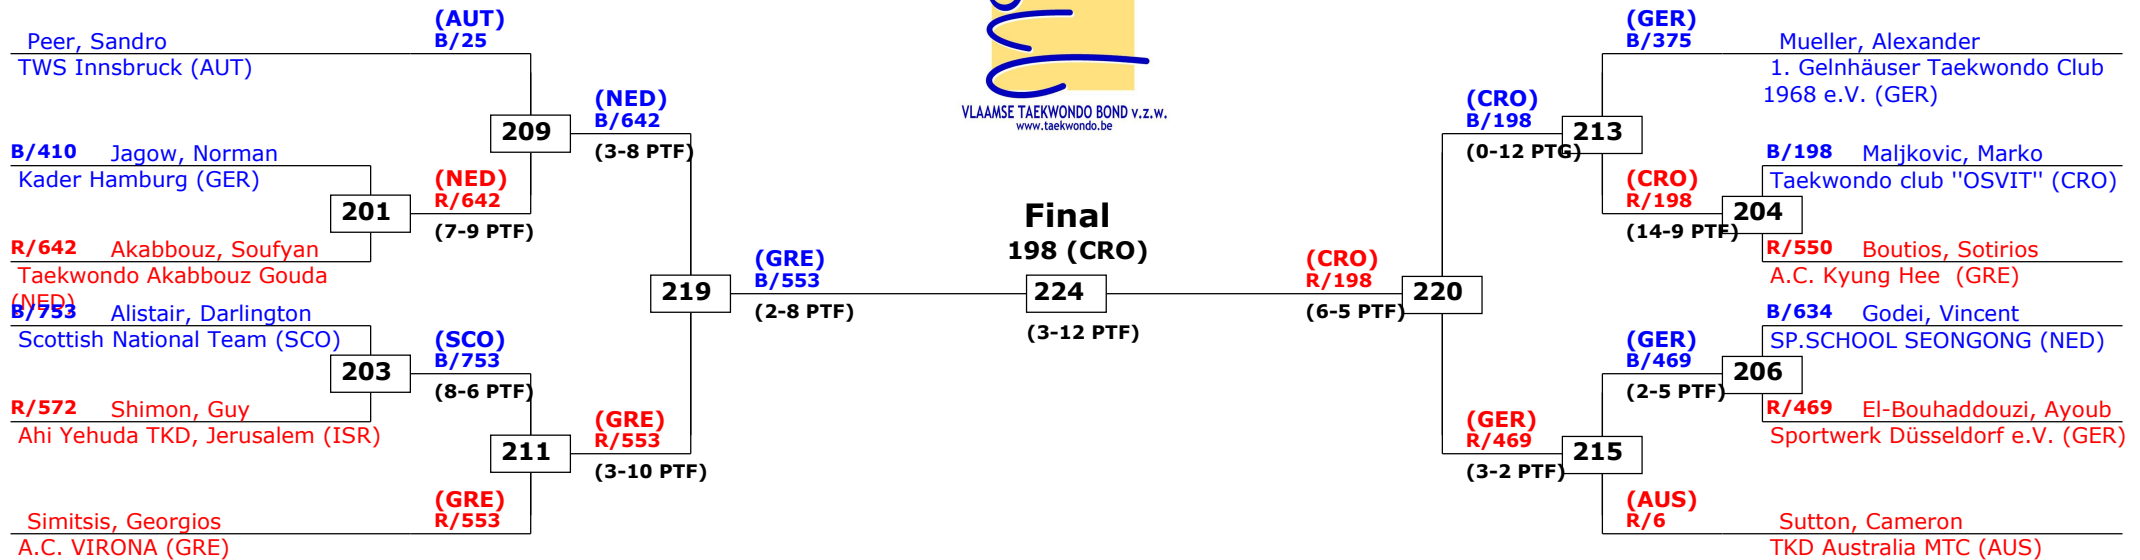 (AUT)
B/25
Peer, Sandro
TWS Innsbruck (AUT)
B/410 Jagow, Norman
Kader Hamburg (GER)
R/642 Akabbouz, Soufyan
Taekwondo Akabbouz Gouda
(NED)
B/753 Alistair, Darlington
Scottish National Team (SCO)
R/572 Shimon, Guy
Ahi Yehuda TKD, Jerusalem (ISR)
Simitsis, Georgios
A.C. VIRONA (GRE)
201
203
(NED)
R/642
(7-9 PTF)
(SCO)
B/753
(8-6 PTF)
(GRE)
R/553
209
211
(NED)
B/642
(3-8 PTF)
(GRE)
R/553
(3-10 PTF)
219
(GRE)
B/553
(2-8 PTF)
VLAAMSE TAEKWONDO BOND v.z.w.
www.taekwondo.be
Final
198 (CRO)
224
(3-12 PTF)
(CRO)
R/198
(6-5 PTF)
220
(CRO)
B/198
(0-12 PTG)
(GER)
R/469
(3-2 PTF)
213
215
(GER)
B/375
(CRO)
R/198
(14-9 PTF)
(GER)
B/469
(2-5 PTF)
(AUS)
R/6
204
206
Mueller, Alexander
1. Gelnhäuser Taekwondo Club
1968 e.V. (GER)
B/198 Maljkovic, Marko
Taekwondo club "OSVIT" (CRO)
R/550 Boutios, Sotirios
A.C. Kyung Hee (GRE)
B/634 Godei, Vincent
SP.SCHOOL SEONGONG (NED)
R/469 El-Bouhaddouzi, Ayoub
Sportwerk Düsseldorf e.V. (GER)
Sutton, Cameron
TKD Australia MTC (AUS)